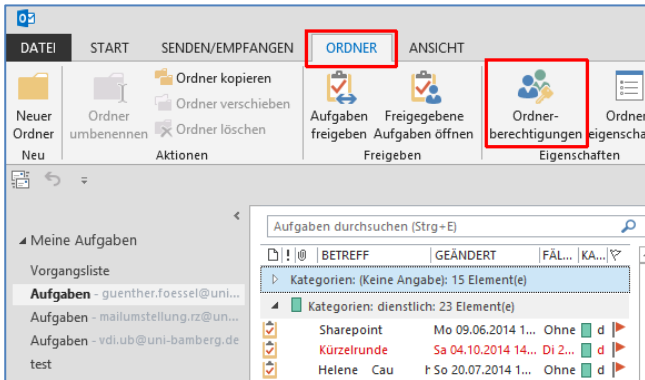 DATEI START SENDEN/EMPFANGEN ORDNER ANSICHT
Neuer Ordner
Ordner umbenennen
Ordner kopieren
Ordner verschieben
Ordner löschen
Aufgaben freigeben
Freigegebene Aufgaben öffnen
Ordner-
berechtigungen
Ordner
eigenscha
Neu Aktionen Freigeben Eigenschaften
Meine Aufgaben
Vorgangsliste
Aufgaben - guenther.foessel@uni...
Aufgaben - mailumstellung.rz@un...
Aufgaben - vdi.ub@uni-bamberg.de
test
Aufgaben durchsuchen (Strg+E)
! BETREFF GEÄNDERT FÄL... KA...
Kategorien: (Keine Angabe): 15 Element(e)
Kategorien: dienstlich: 23 Element(e)
Sharepoint Mo 09.06.2014 1... Ohne d
Kürzelrunde Sa 04.10.2014 14... Di 2... d
Helene Cau So 20.07.2014 1... Ohne d